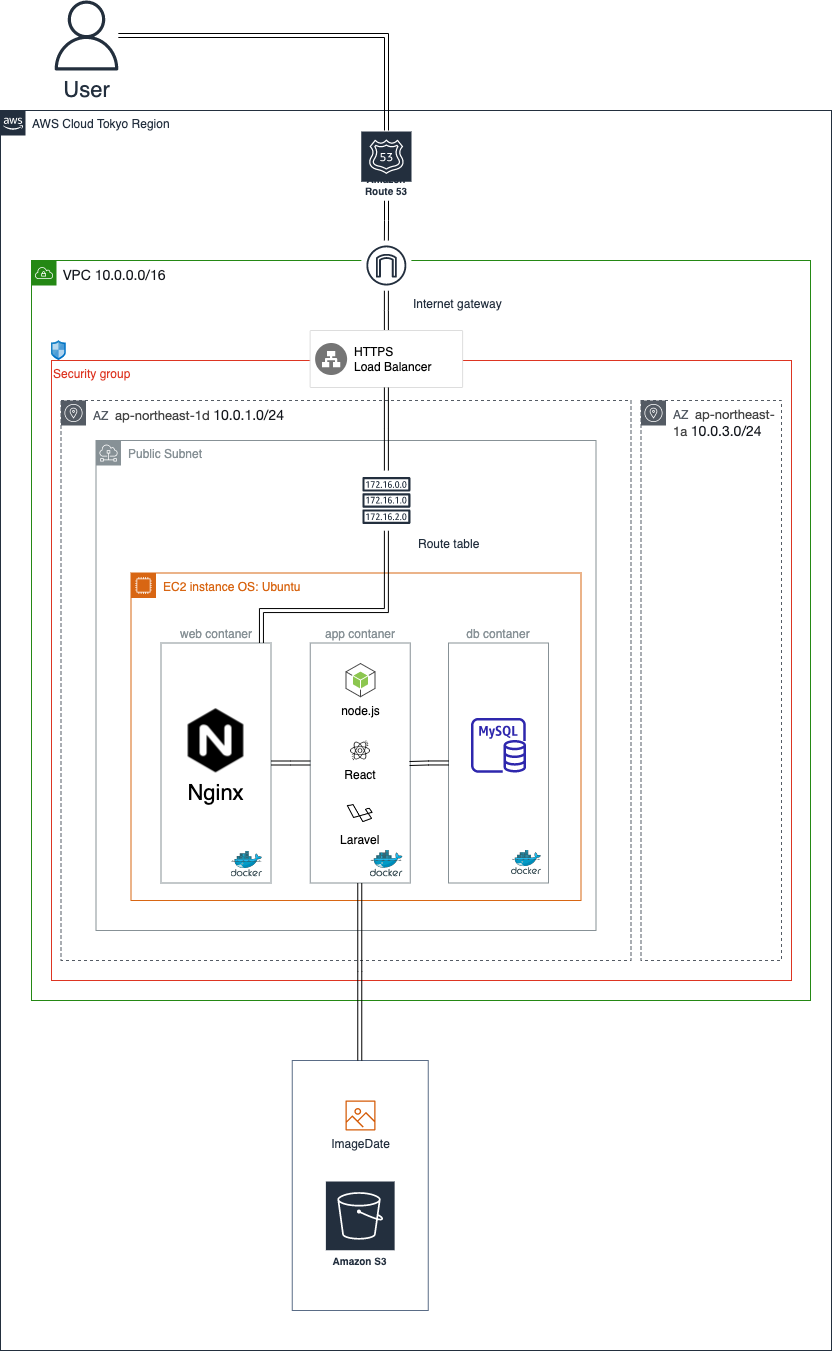 User
aws
AWS Cloud Tokyo Region
53
Amazon
Route 53
VPC 10.0.0.0/16
Internet gateway
HTTPS
Load Balancer
Security group
AZ ap-northeast-1d 10.0.1.0/24
AZ ap-northeast-
1a 10.0.3.0/24
Public Subnet
172.16.0.0
172.16.1.0
172.16.2.0
Route table
EC2 instance OS: Ubuntu
web contaner
app contaner
db contaner
node.js
N
Nginx
MySQL
React
Laravel
docker
docker
docker
ImageDate
Amazon S3